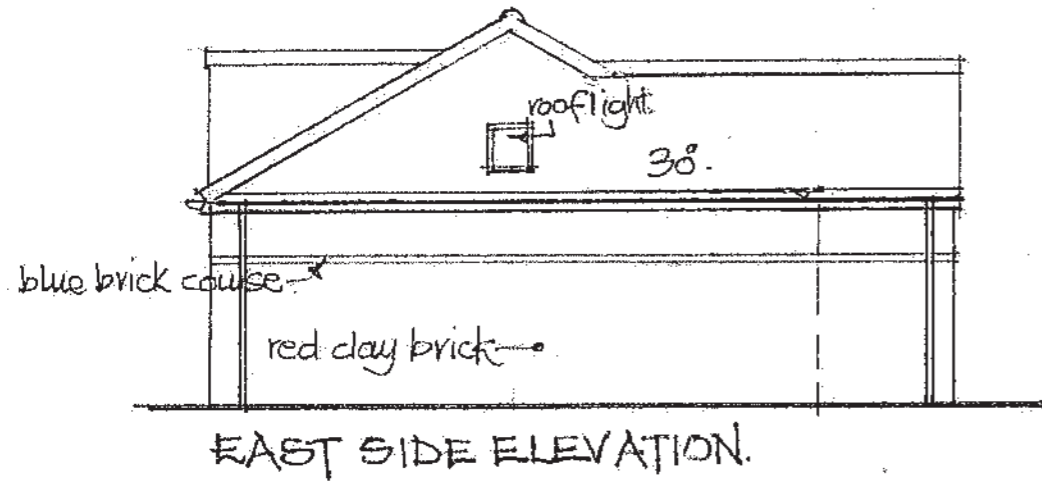 rooflight
30°.
blue brick course
red clay brick
EAST SIDE ELEVATION.